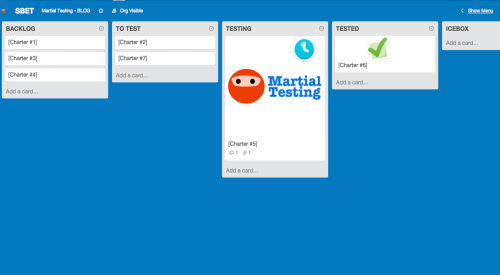 SBET
Martial Testing - BLOG
Org Visible
Show Menu
BACKLOG
[Charter #1]
[Charter #3]
[Charter #4]
Add a card...
TO TEST
[Charter #2]
[Charter #7]
Add a card...
TESTING
Martial
Testing
[Charter #5]
1 1
Add a card...
TESTED
[Charter #6]
Add a card...
ICEBOX
Add a card...